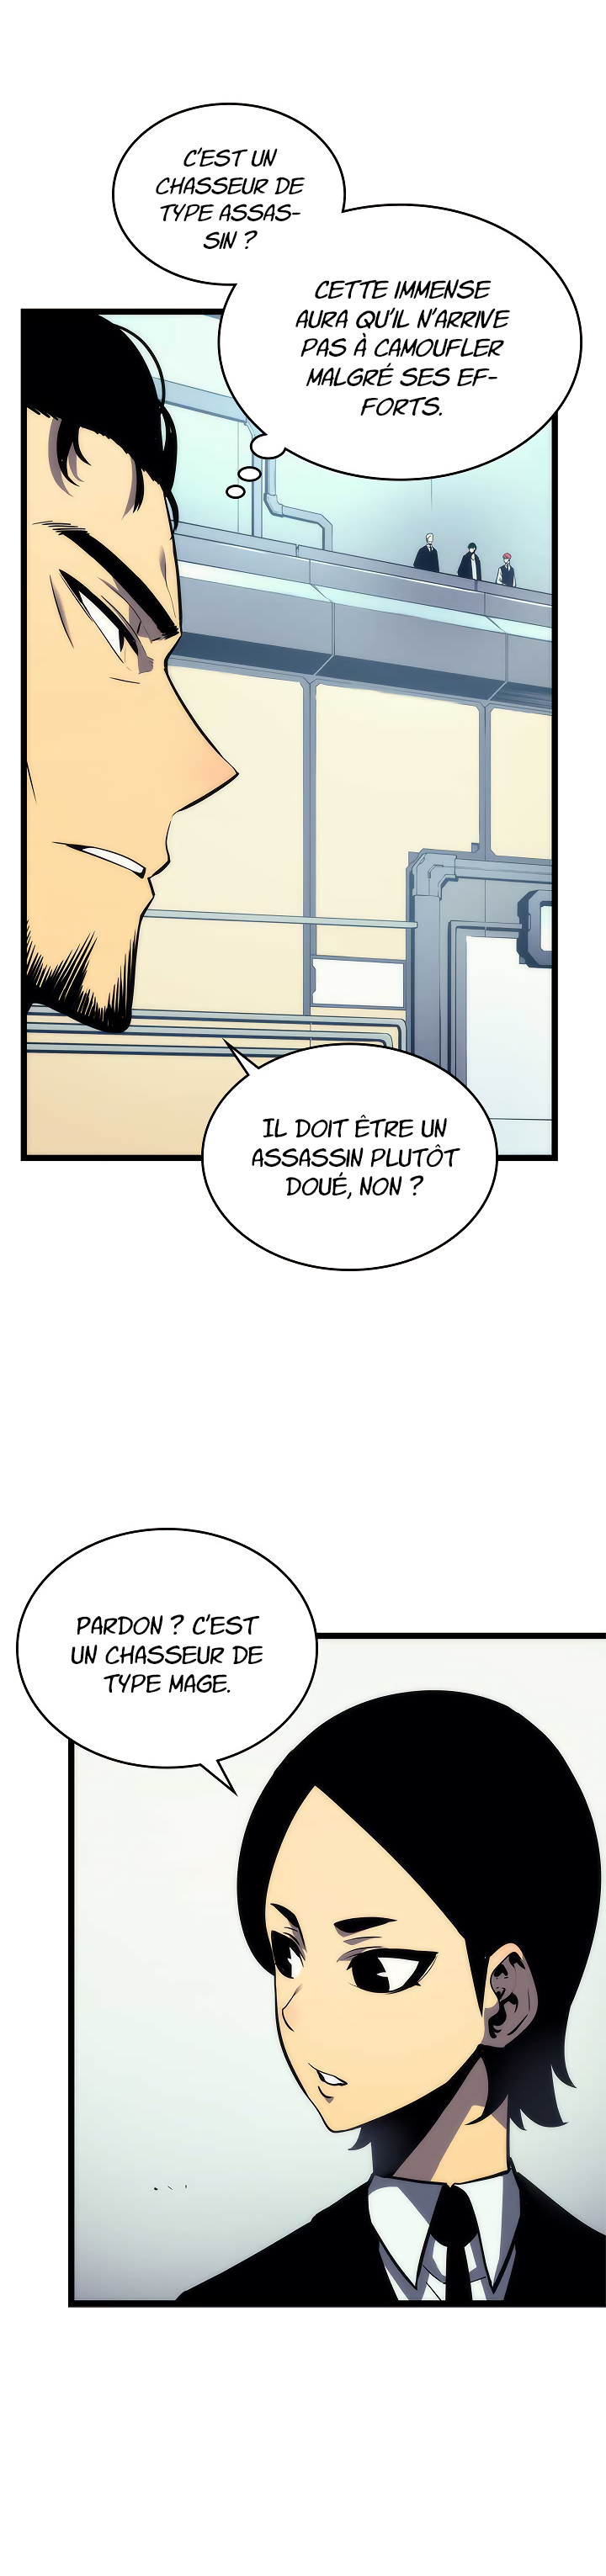 C'EST UN
CHASSEUR DE
TYPE ASSAS-
SIN ?
CETTE IMMENSE
AURA QU'IL N'ARRIVE
PAS À CAMOUFLER
MALGRÉ SES EF-
FORTS.
IL DOIT ÊTRE UN
ASSASSIN PLUTÔT
DOUÉ, NON ?
PARDON ? C'EST
UN CHASSEUR DE
TYPE MAGE.